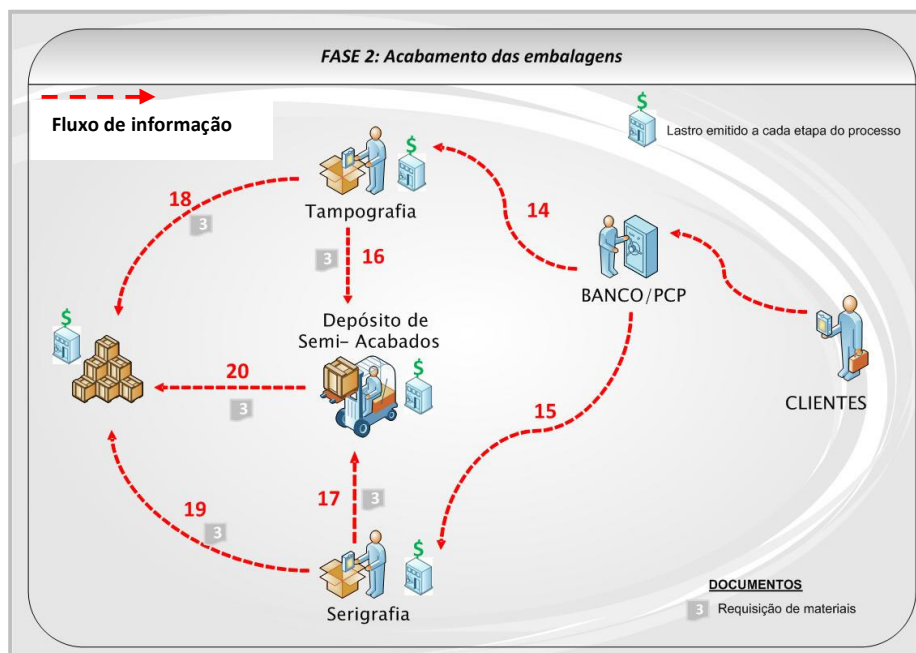 FASE 2: Acabamento das embalagens
Fluxo de informação
$
Lastro emitido a cada etapa do processo
$
Tampografia
18
3
14
3
16
BANCO/PCP
Depósito de
Semi- Acabados
$
$
20
3
CLIENTES
15
17
3
19
3
$
Serigrafia
DOCUMENTOS
3 Requisição de materiais